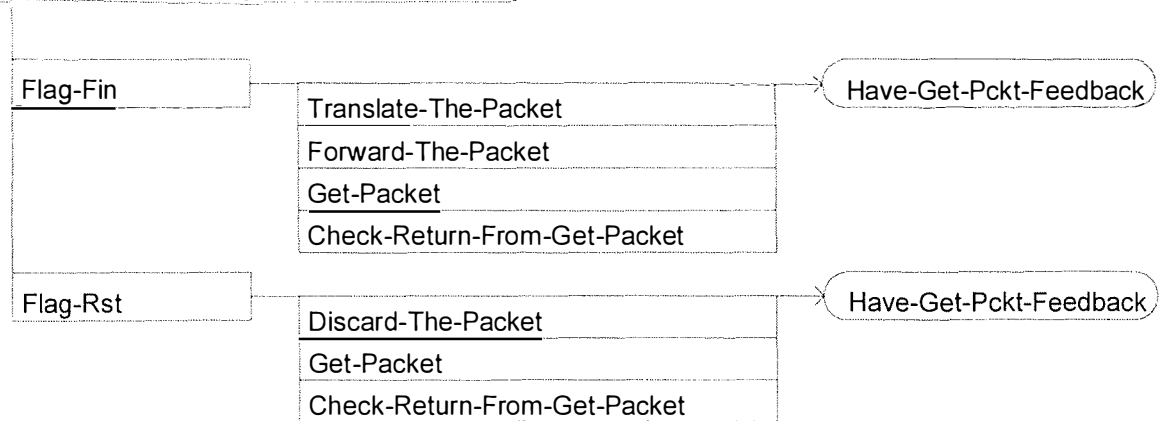 Flag-Fin
Have-Get-Pckt-Feedback
Translate-The-Packet
Forward-The-Packet
Get-Packet
Check-Return-From-Get-Packet
Flag-Rst
Have-Get-Pckt-Feedback
Discard-The-Packet
Get-Packet
Check-Return-From-Get-Packet